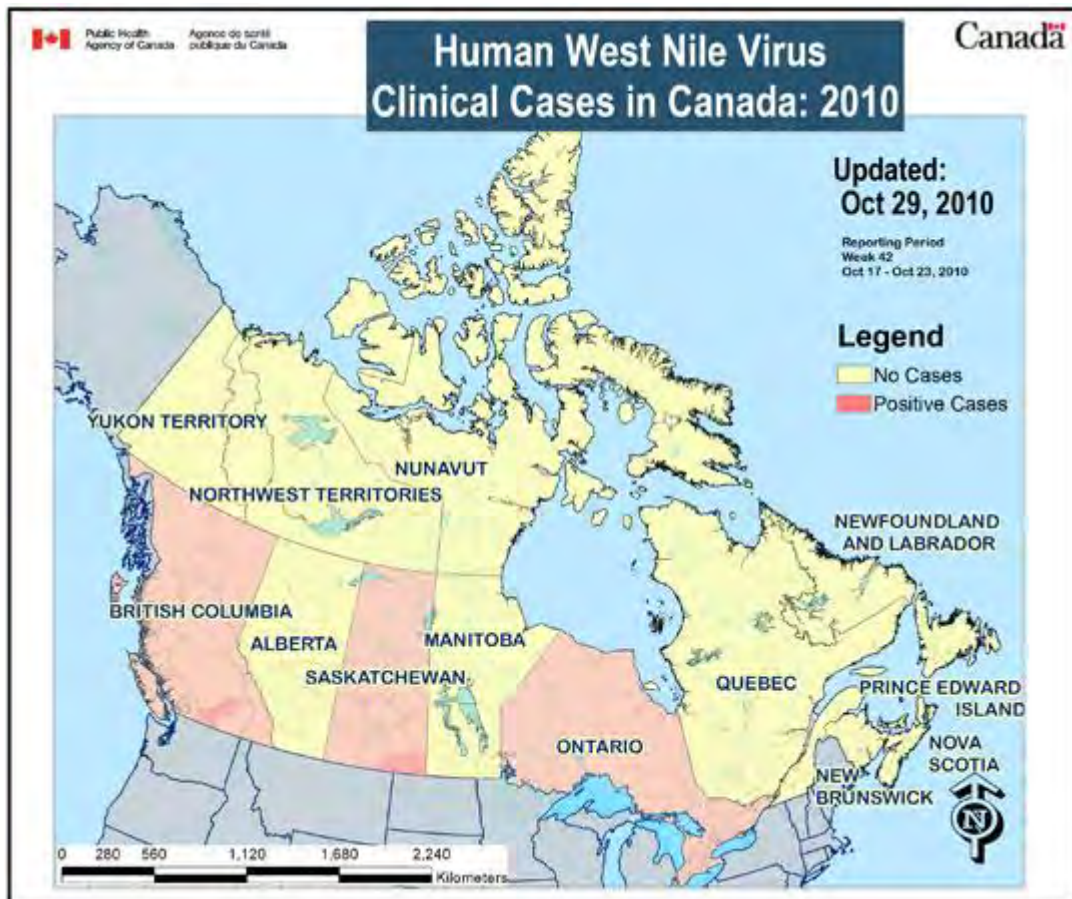 Public Health
Agency of Canada
Agence de santé
publique du Canada
Canada
Human West Nile Virus
Clinical Cases in Canada: 2010
Updated:
Oct 29, 2010
Reporting Period
Week 42
Oct 17 - Oct 23, 2010
Legend
No Cases
Positive Cases
YUKON TERRITORY
NUNAVUT
NORTHWEST TERRITORIES
NEWFOUNDLAND
AND LABRADOR
BRITISH COLUMBIA
ALBERTA
MANITOBA
SASKATCHEWAN
QUEBEC
PRINCE EDWARD
ISLAND
ONTARIO
NOVA
SCOTIA
NEW
BRUNSWICK
N
0 280 560 1,120 1,680 2,240
Kilometers